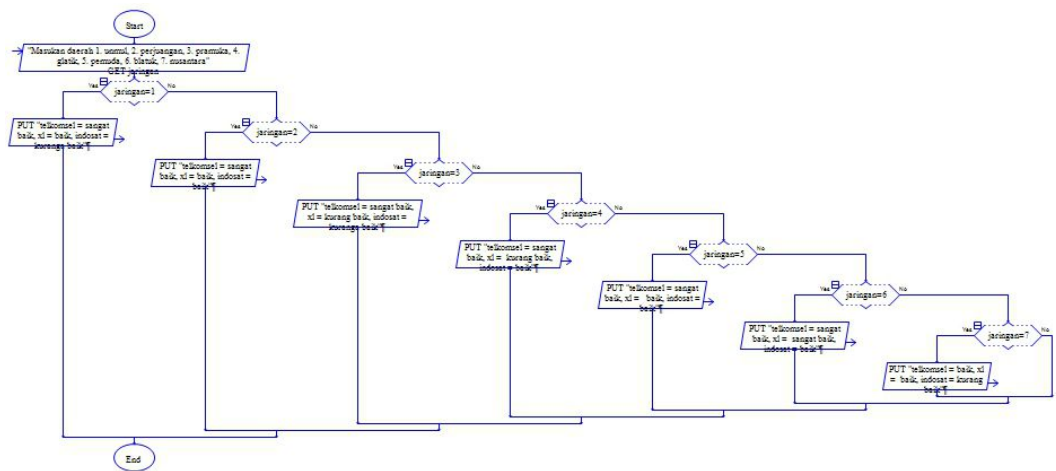 Start
"Masukan daerah 1. unmul, 2. perjuangan, 3. pramuka, 4.
glatik, 5. pemuda, 6. blatuk, 7. nusantara"
GET jaringan
Yes
No
jaringan=1
PUT "telkomsel = sangat
baik, xl = baik, indosat =
kurange baik"¶
Yes
No
jaringan=2
PUT "telkomsel = sangat
baik, xl = baik, indosat =
baik"¶
Yes
No
jaringan=3
PUT "telkomsel = sangat baik,
xl = kurang baik, indosat =
kurange baik"¶
Yes
No
jaringan=4
PUT "telkomsel = sangat
baik, xl = kurang baik,
indosat = baik"¶
Yes
No
jaringan=5
PUT "telkomsel = sangat
baik, xl = baik, indosat =
baik"¶
Yes
No
jaringan=6
PUT "telkomsel = sangat
baik, xl = sangat baik,
indosat = baik"¶
Yes
No
jaringan=7
PUT "telkomsel = baik, xl
= baik, indosat = kurang
baik"¶
End